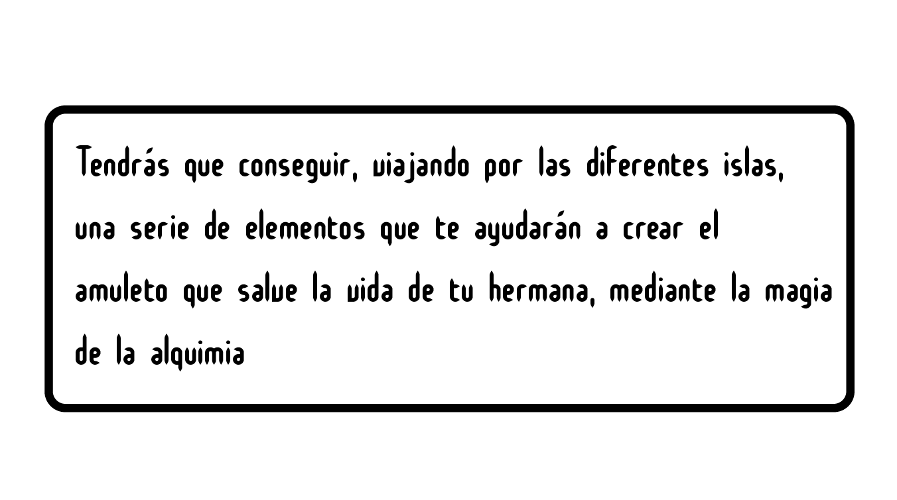 Tendrás que conseguir, viajando por las diferentes islas,
una serie de elementos que te ayudarán a crear el
amuleto que salve la vida de tu hermana, mediante la magia
de la alquimia